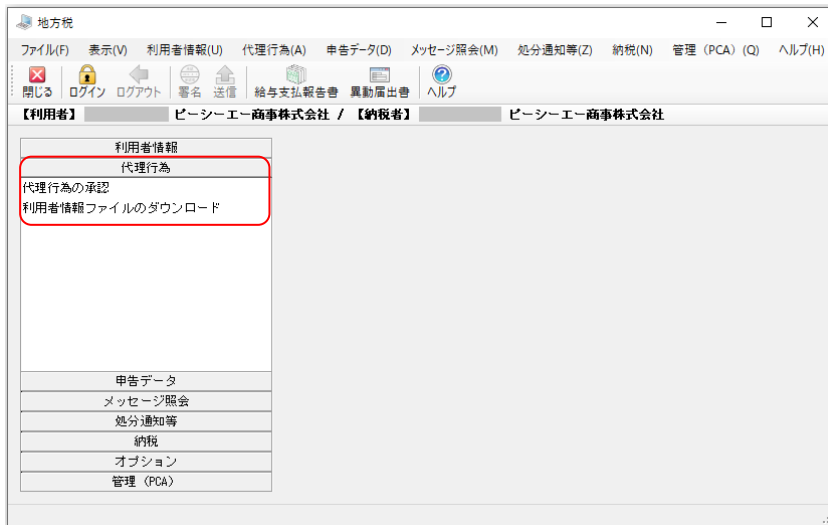 地方税
ファイル(F) 表示(V) 利用者情報(U) 代理行為(A) 申告データ(D) メッセージ照会(M) 処分通知等(Z) 納税(N) 管理（PCA）(Q) ヘルプ(H)
閉じる ログイン ログアウト 署名 送信 給与支払報告書 異動届出書 ヘルプ
【利用者】 ピーシーエー商事株式会社 / 【納税者】 ピーシーエー商事株式会社
利用者情報
代理行為
代理行為の承認
利用者情報ファイルのダウンロード
申告データ
メッセージ照会
処分通知等
納税
オプション
管理（PCA）